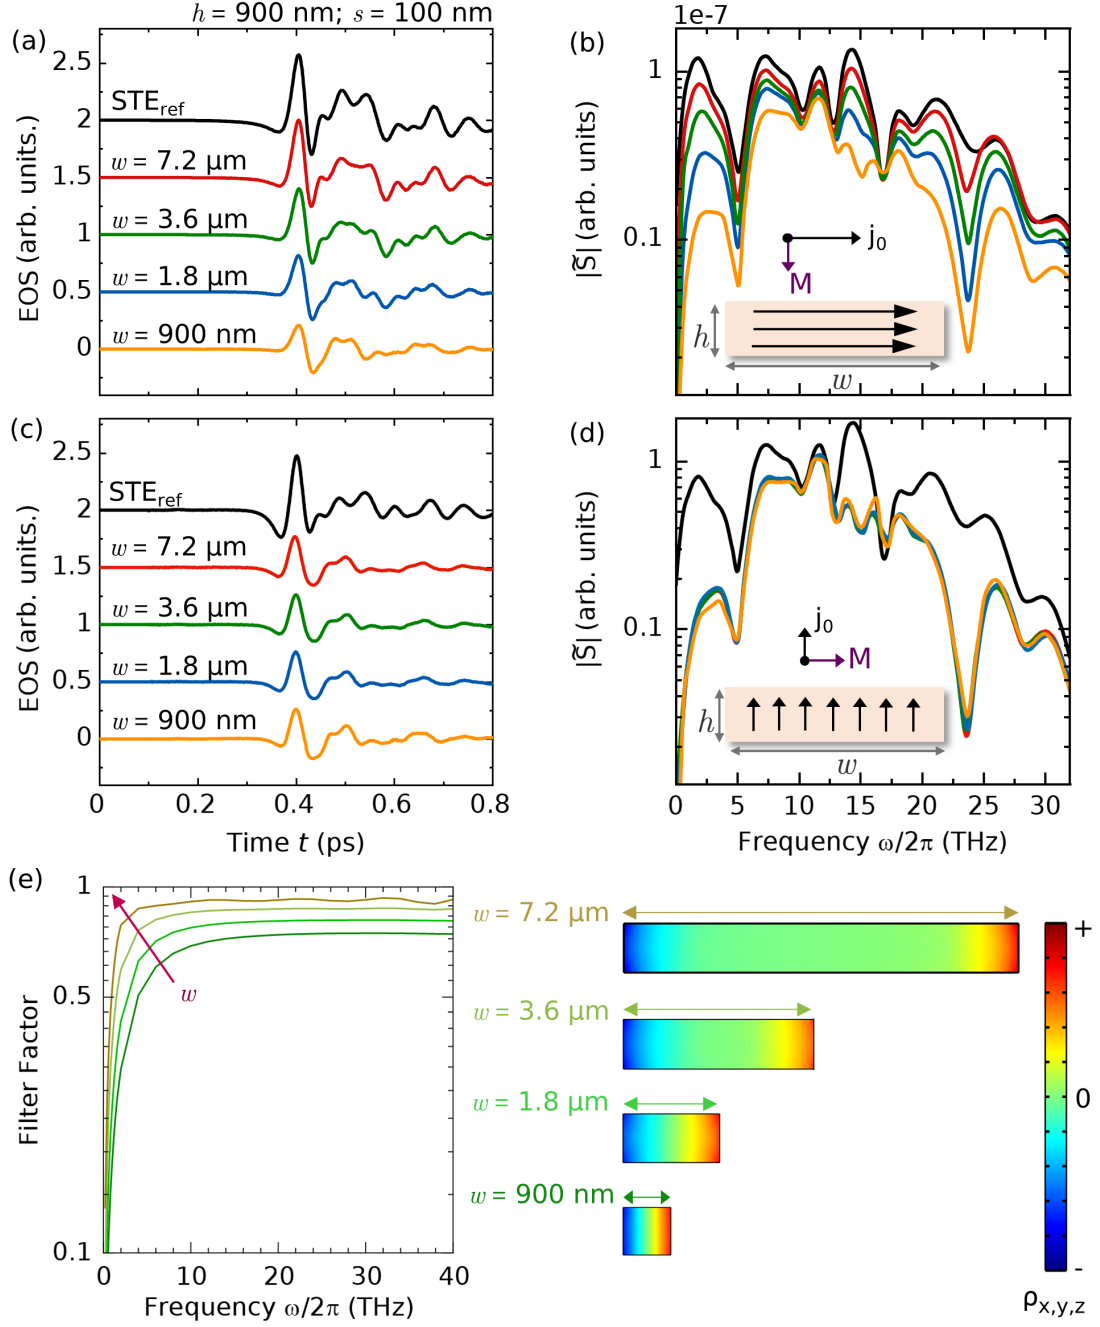 h = 900 nm; s = 100 nm
(a)
2.5
2
1.5
1
0.5
0
EOS (arb. units.)
STEref
w = 7.2 μm
w = 3.6 μm
w = 1.8 μm
w = 900 nm
(b)
1e-7
1
0.1
|S̃| (arb. units)
j0
M
h
w
(c)
2.5
2
1.5
1
0.5
0
EOS (arb. units.)
STEref
w = 7.2 μm
w = 3.6 μm
w = 1.8 μm
w = 900 nm
0 0.2 0.4 0.6 0.8
Time t (ps)
(d)
1
0.1
|S̃| (arb. units)
j0
M
h
w
0 5 10 15 20 25 30
Frequency ω/2π (THz)
(e)
1
0.5
0.1
Filter Factor
w
0 10 20 30 40
Frequency ω/2π (THz)
w = 7.2 μm
w = 3.6 μm
w = 1.8 μm
w = 900 nm
+
0
-
ρx,y,z